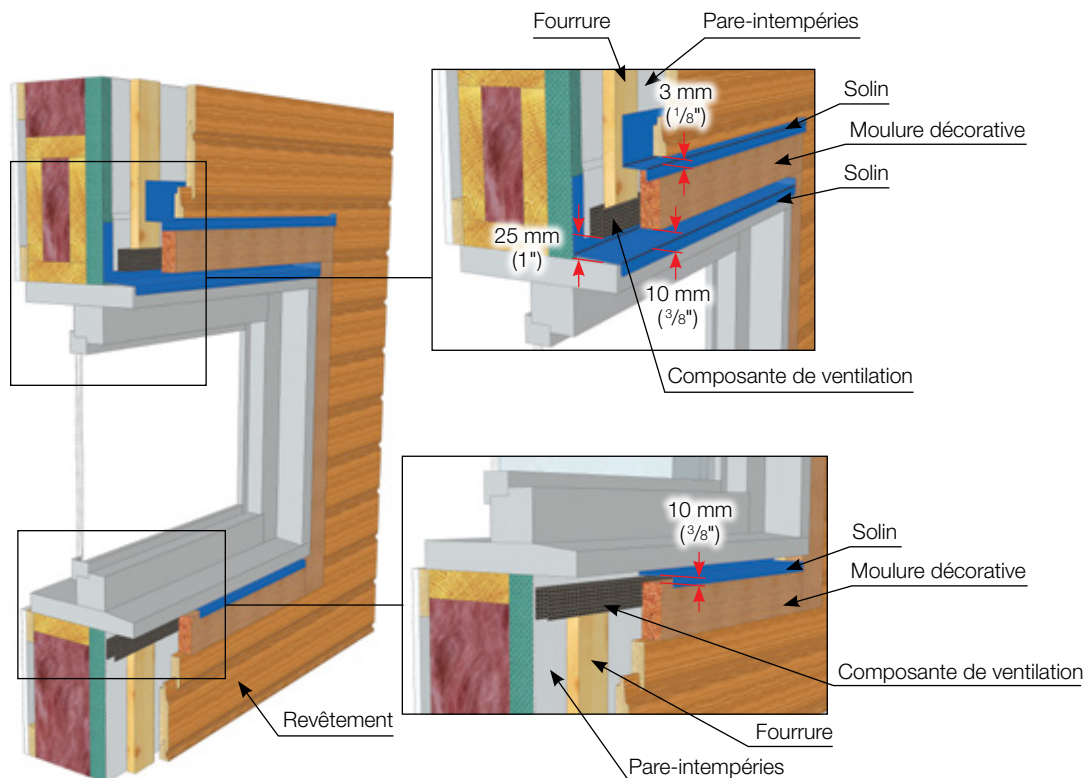 Fourrure
Pare-intempéries
3 mm
(1/8")
Solin
Moulure décorative
Solin
25 mm
(1")
10 mm
(3/8")
Composante de ventilation
10 mm
(3/8")
Solin
Moulure décorative
Composante de ventilation
Revêtement
Fourrure
Pare-intempéries